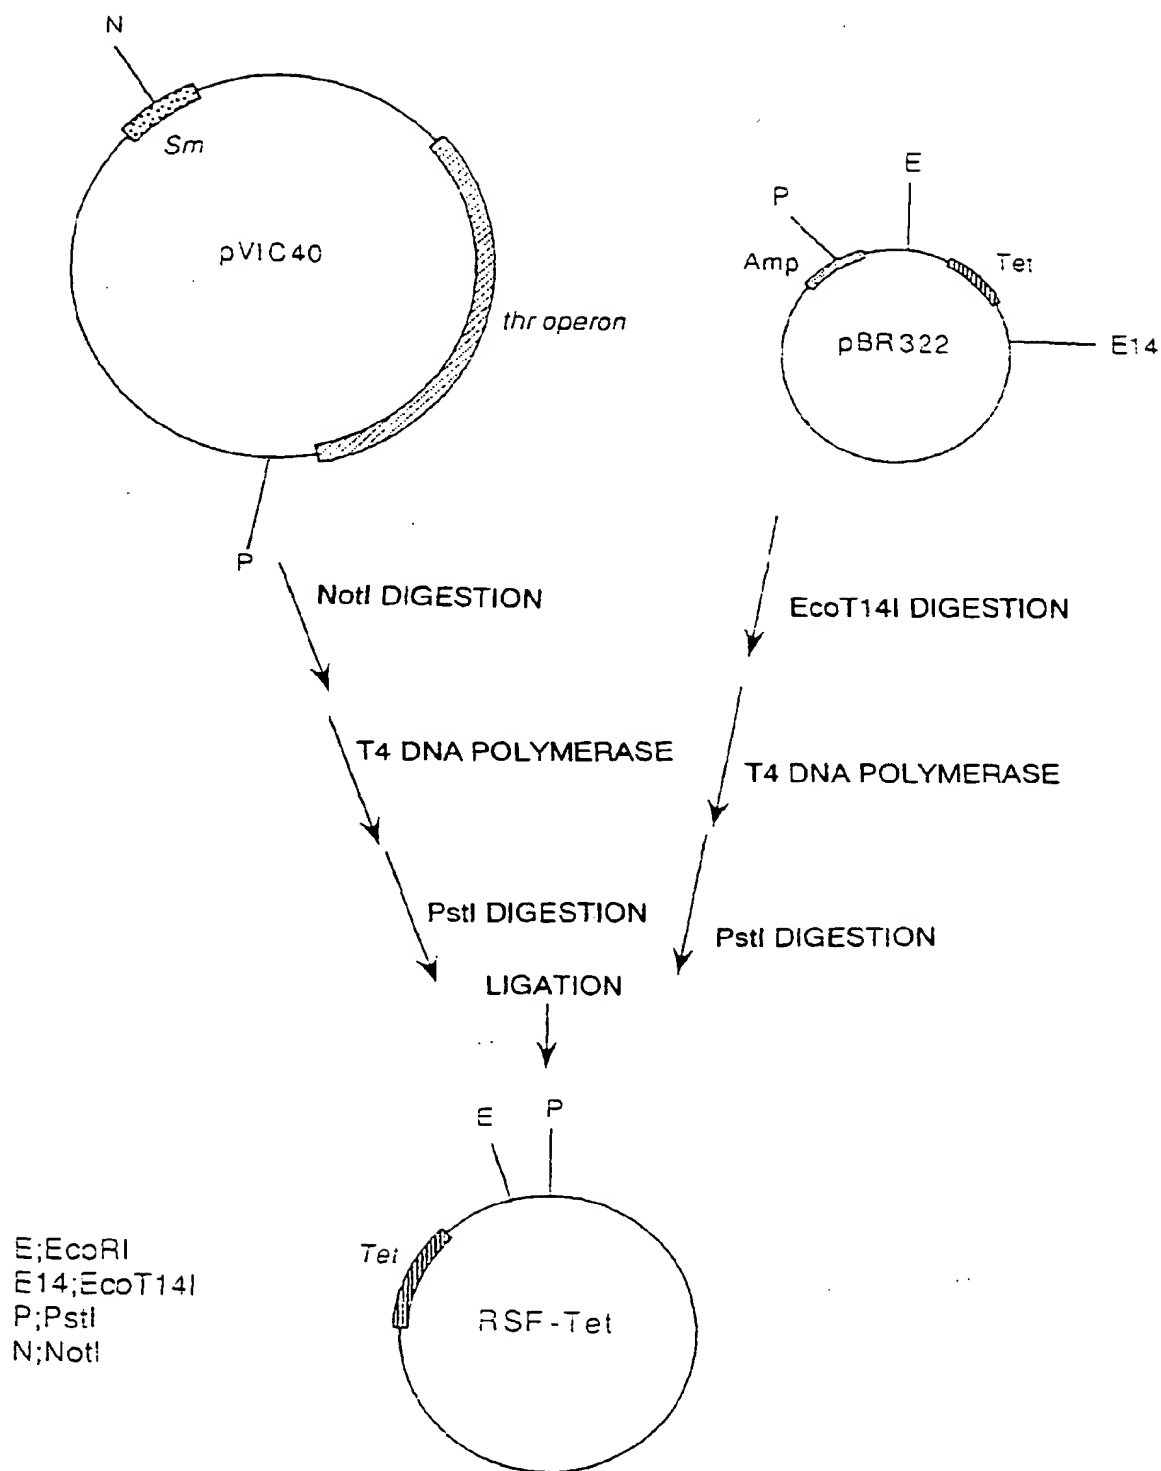 N
Sm
pVIC40
thr operon
P
E
P
Amp
Tet
pBR322
E14
NotI DIGESTION
EcoT14I DIGESTION
T4 DNA POLYMERASE
T4 DNA POLYMERASE
PstI DIGESTION
PstI DIGESTION
LIGATION
E
P
Tet
RSF-Tet
E;EcoRI
E14;EcoT14I
P;PstI
N;NotI